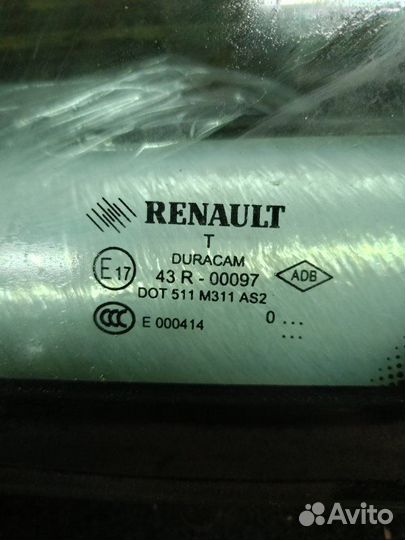 RENAULT
T
DURACAM
E17 43 R - 00097 ADB
DOT 511 M311 AS2
CCC E 000414 0 ...
...
Avito